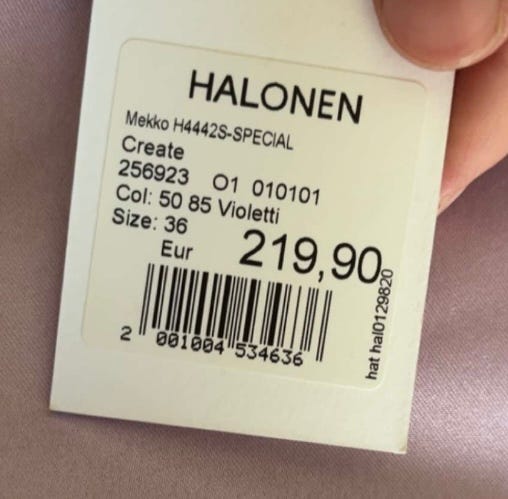 HALONEN
Mekko H4442S-SPECIAL
Create
256923 O1 010101
Col: 50 85 Violetti
Size: 36
Eur 219,90
2 001004 534636
hat hal0129820